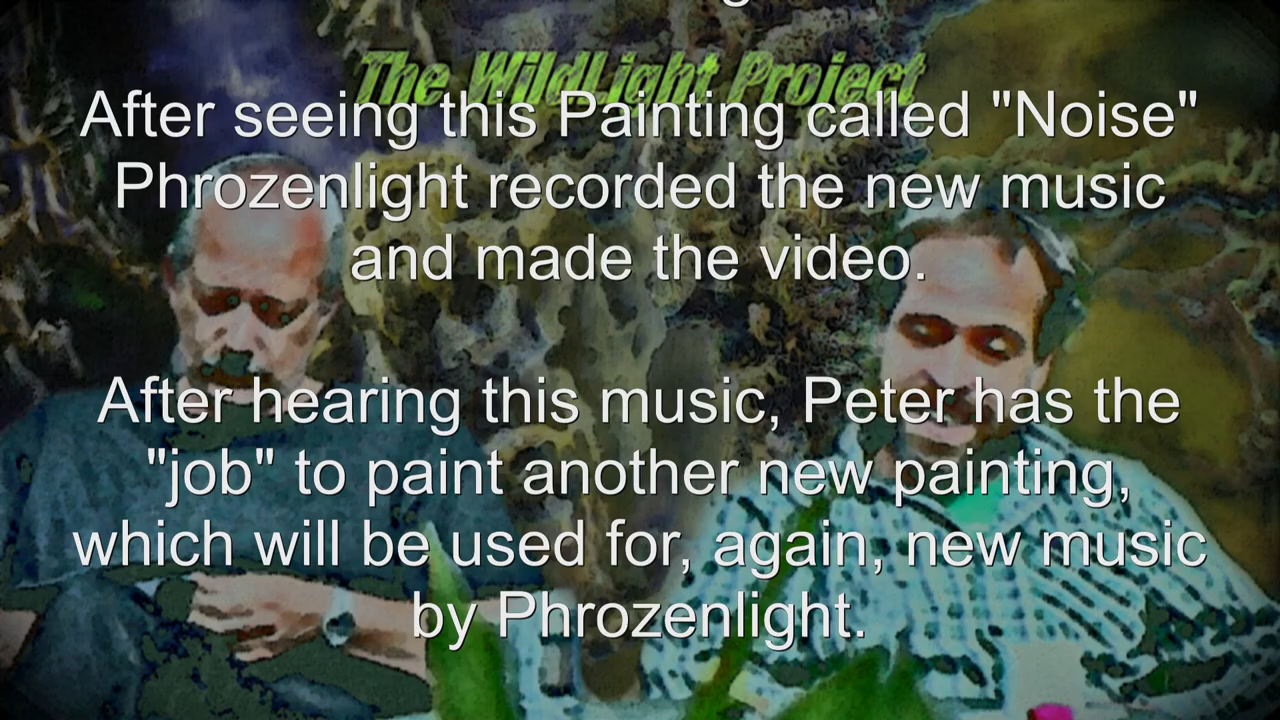 The WildLight Project
After seeing this Painting called "Noise"
Phrozenlight recorded the new music
and made the video.
After hearing this music, Peter has the
"job" to paint another new painting,
which will be used for, again, new music
by Phrozenlight.